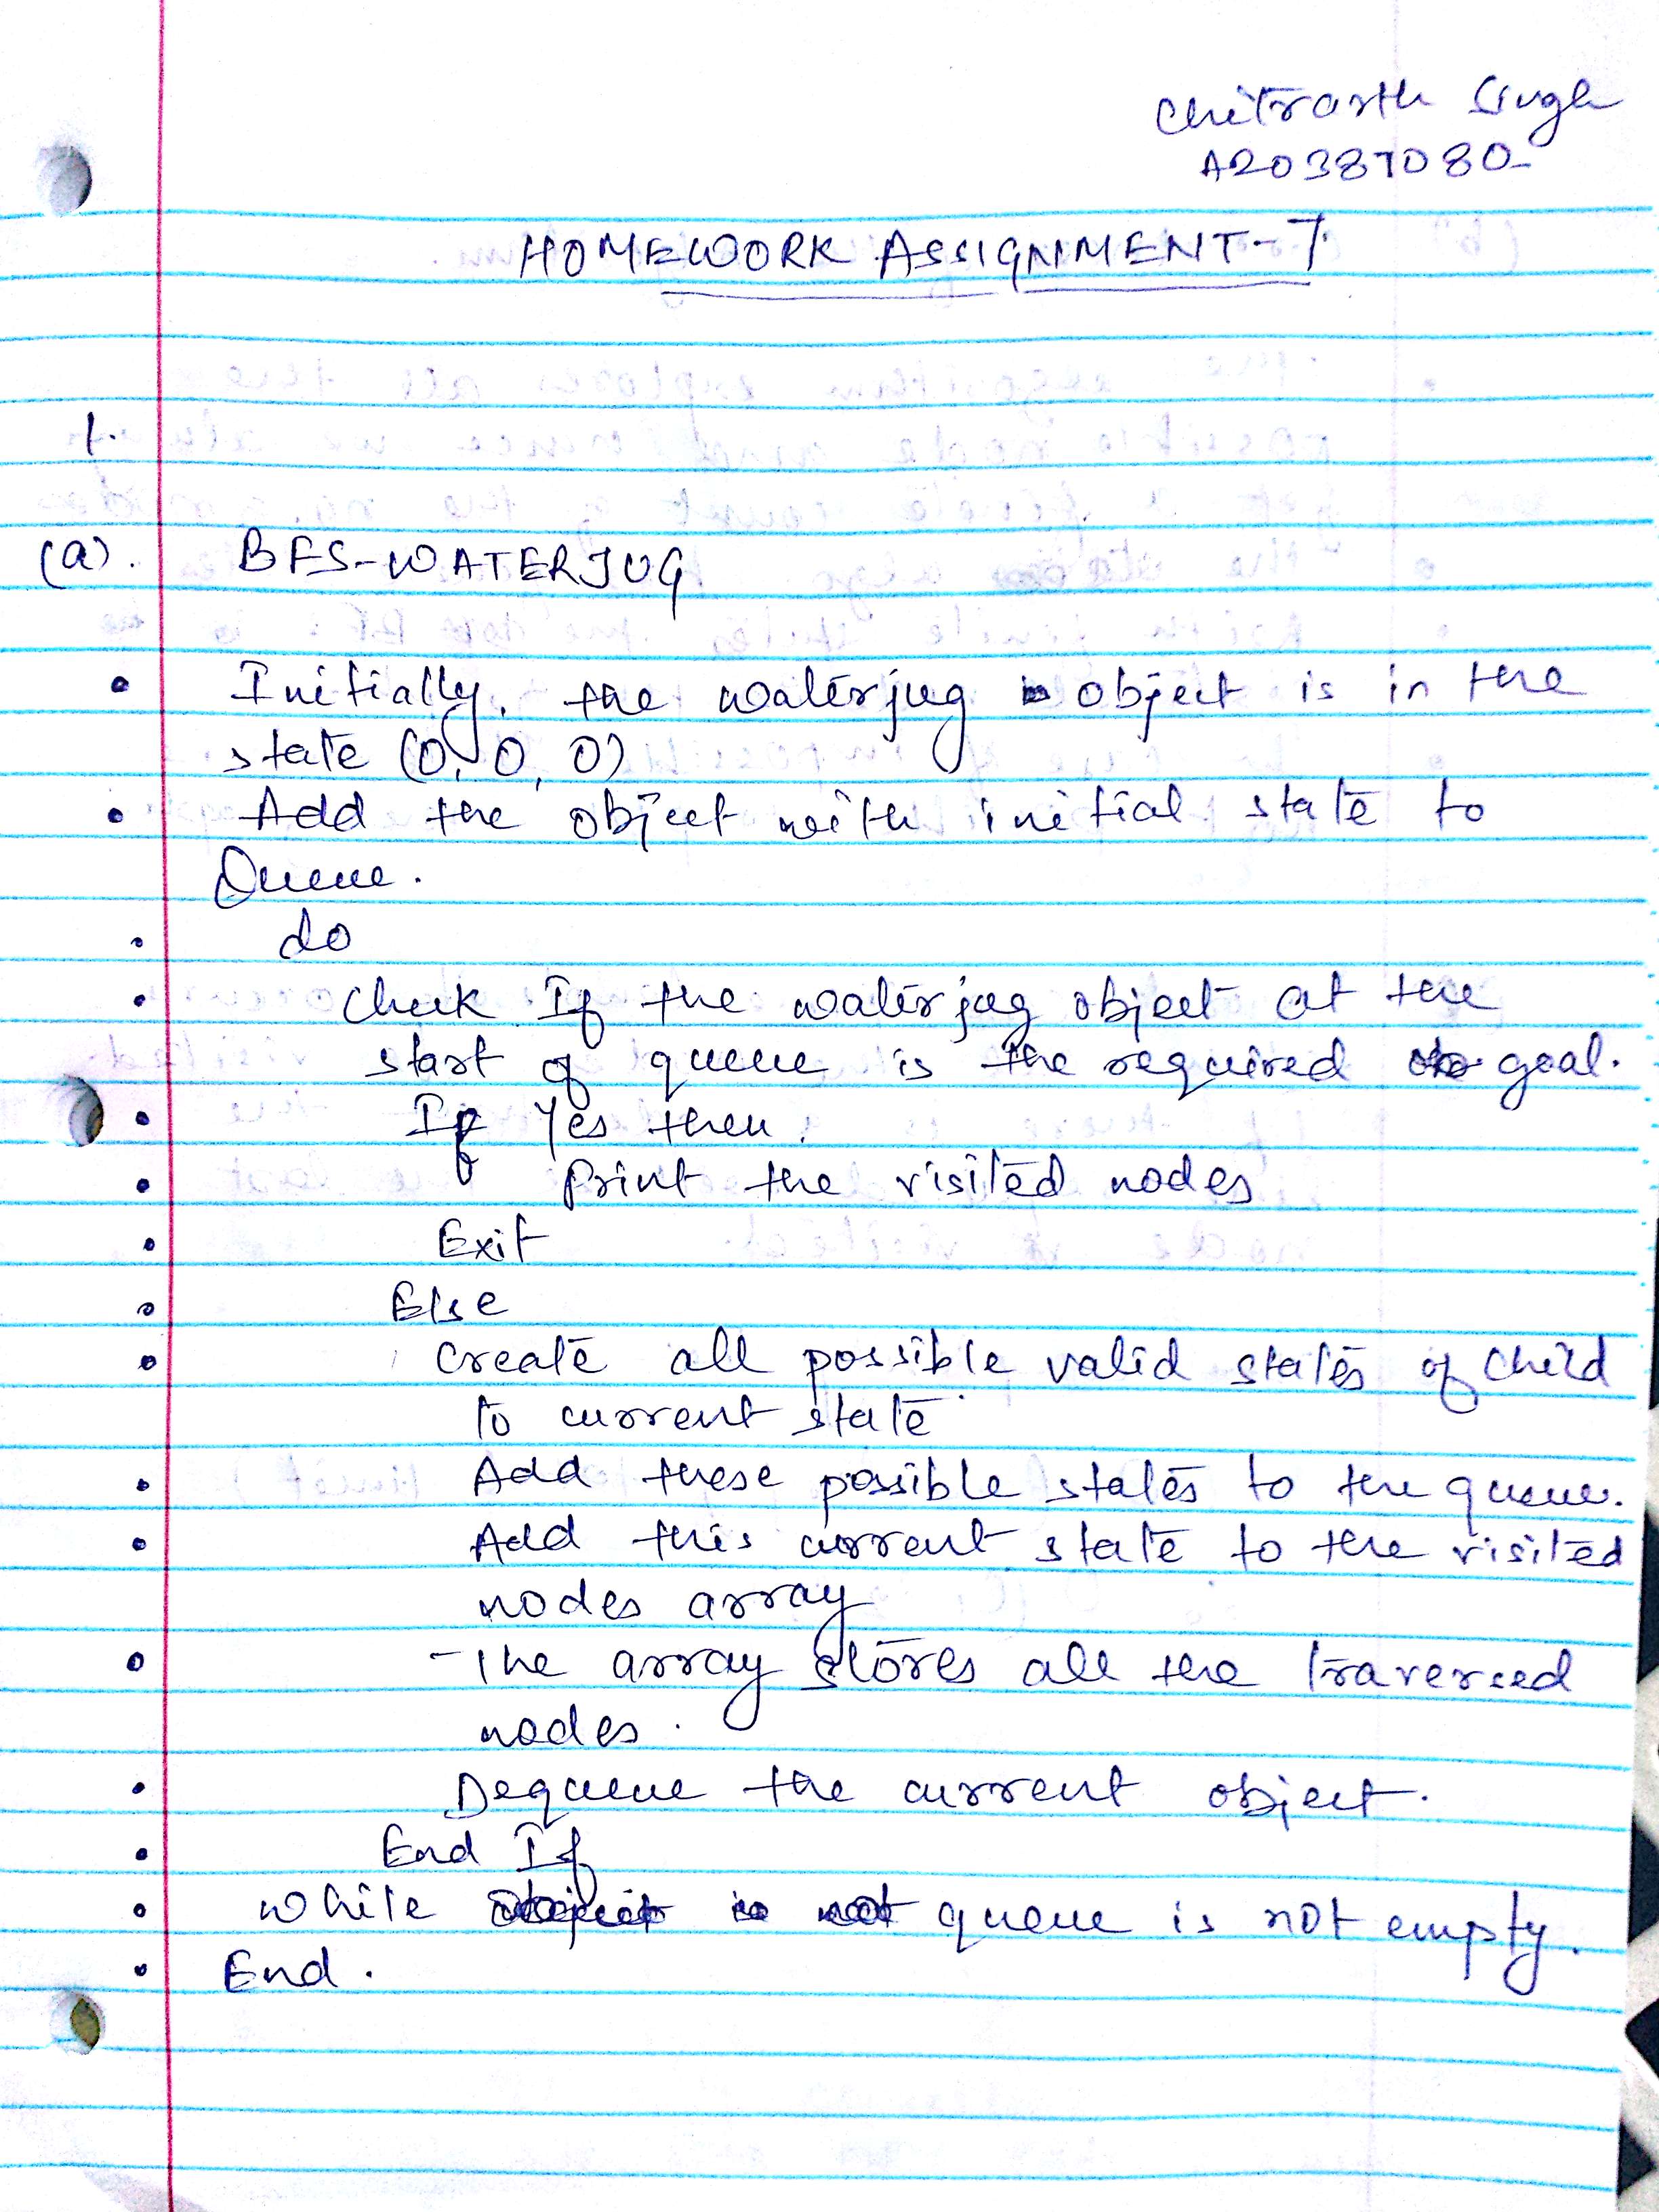 Chitrarth Singh
A20387080
HOMEWORK ASSIGNMENT-7.
1.
(a). BFS-WATERJUG
• Initially, the waterjug object is in the
state (0, 0, 0)
• Add the object with initial state to
Queue.
• do
• Check If the waterjug object at the
start of queue is the required goal.
• If Yes then.
• Print the visited nodes
• Exit
• Else
• Create all possible valid states of child
to current state
• Add these possible states to the queue.
• Add this current state to the visited
nodes array
• - The array stores all the traversed
nodes.
• Dequeue the current object.
• End If
• while queue is not empty.
• End.